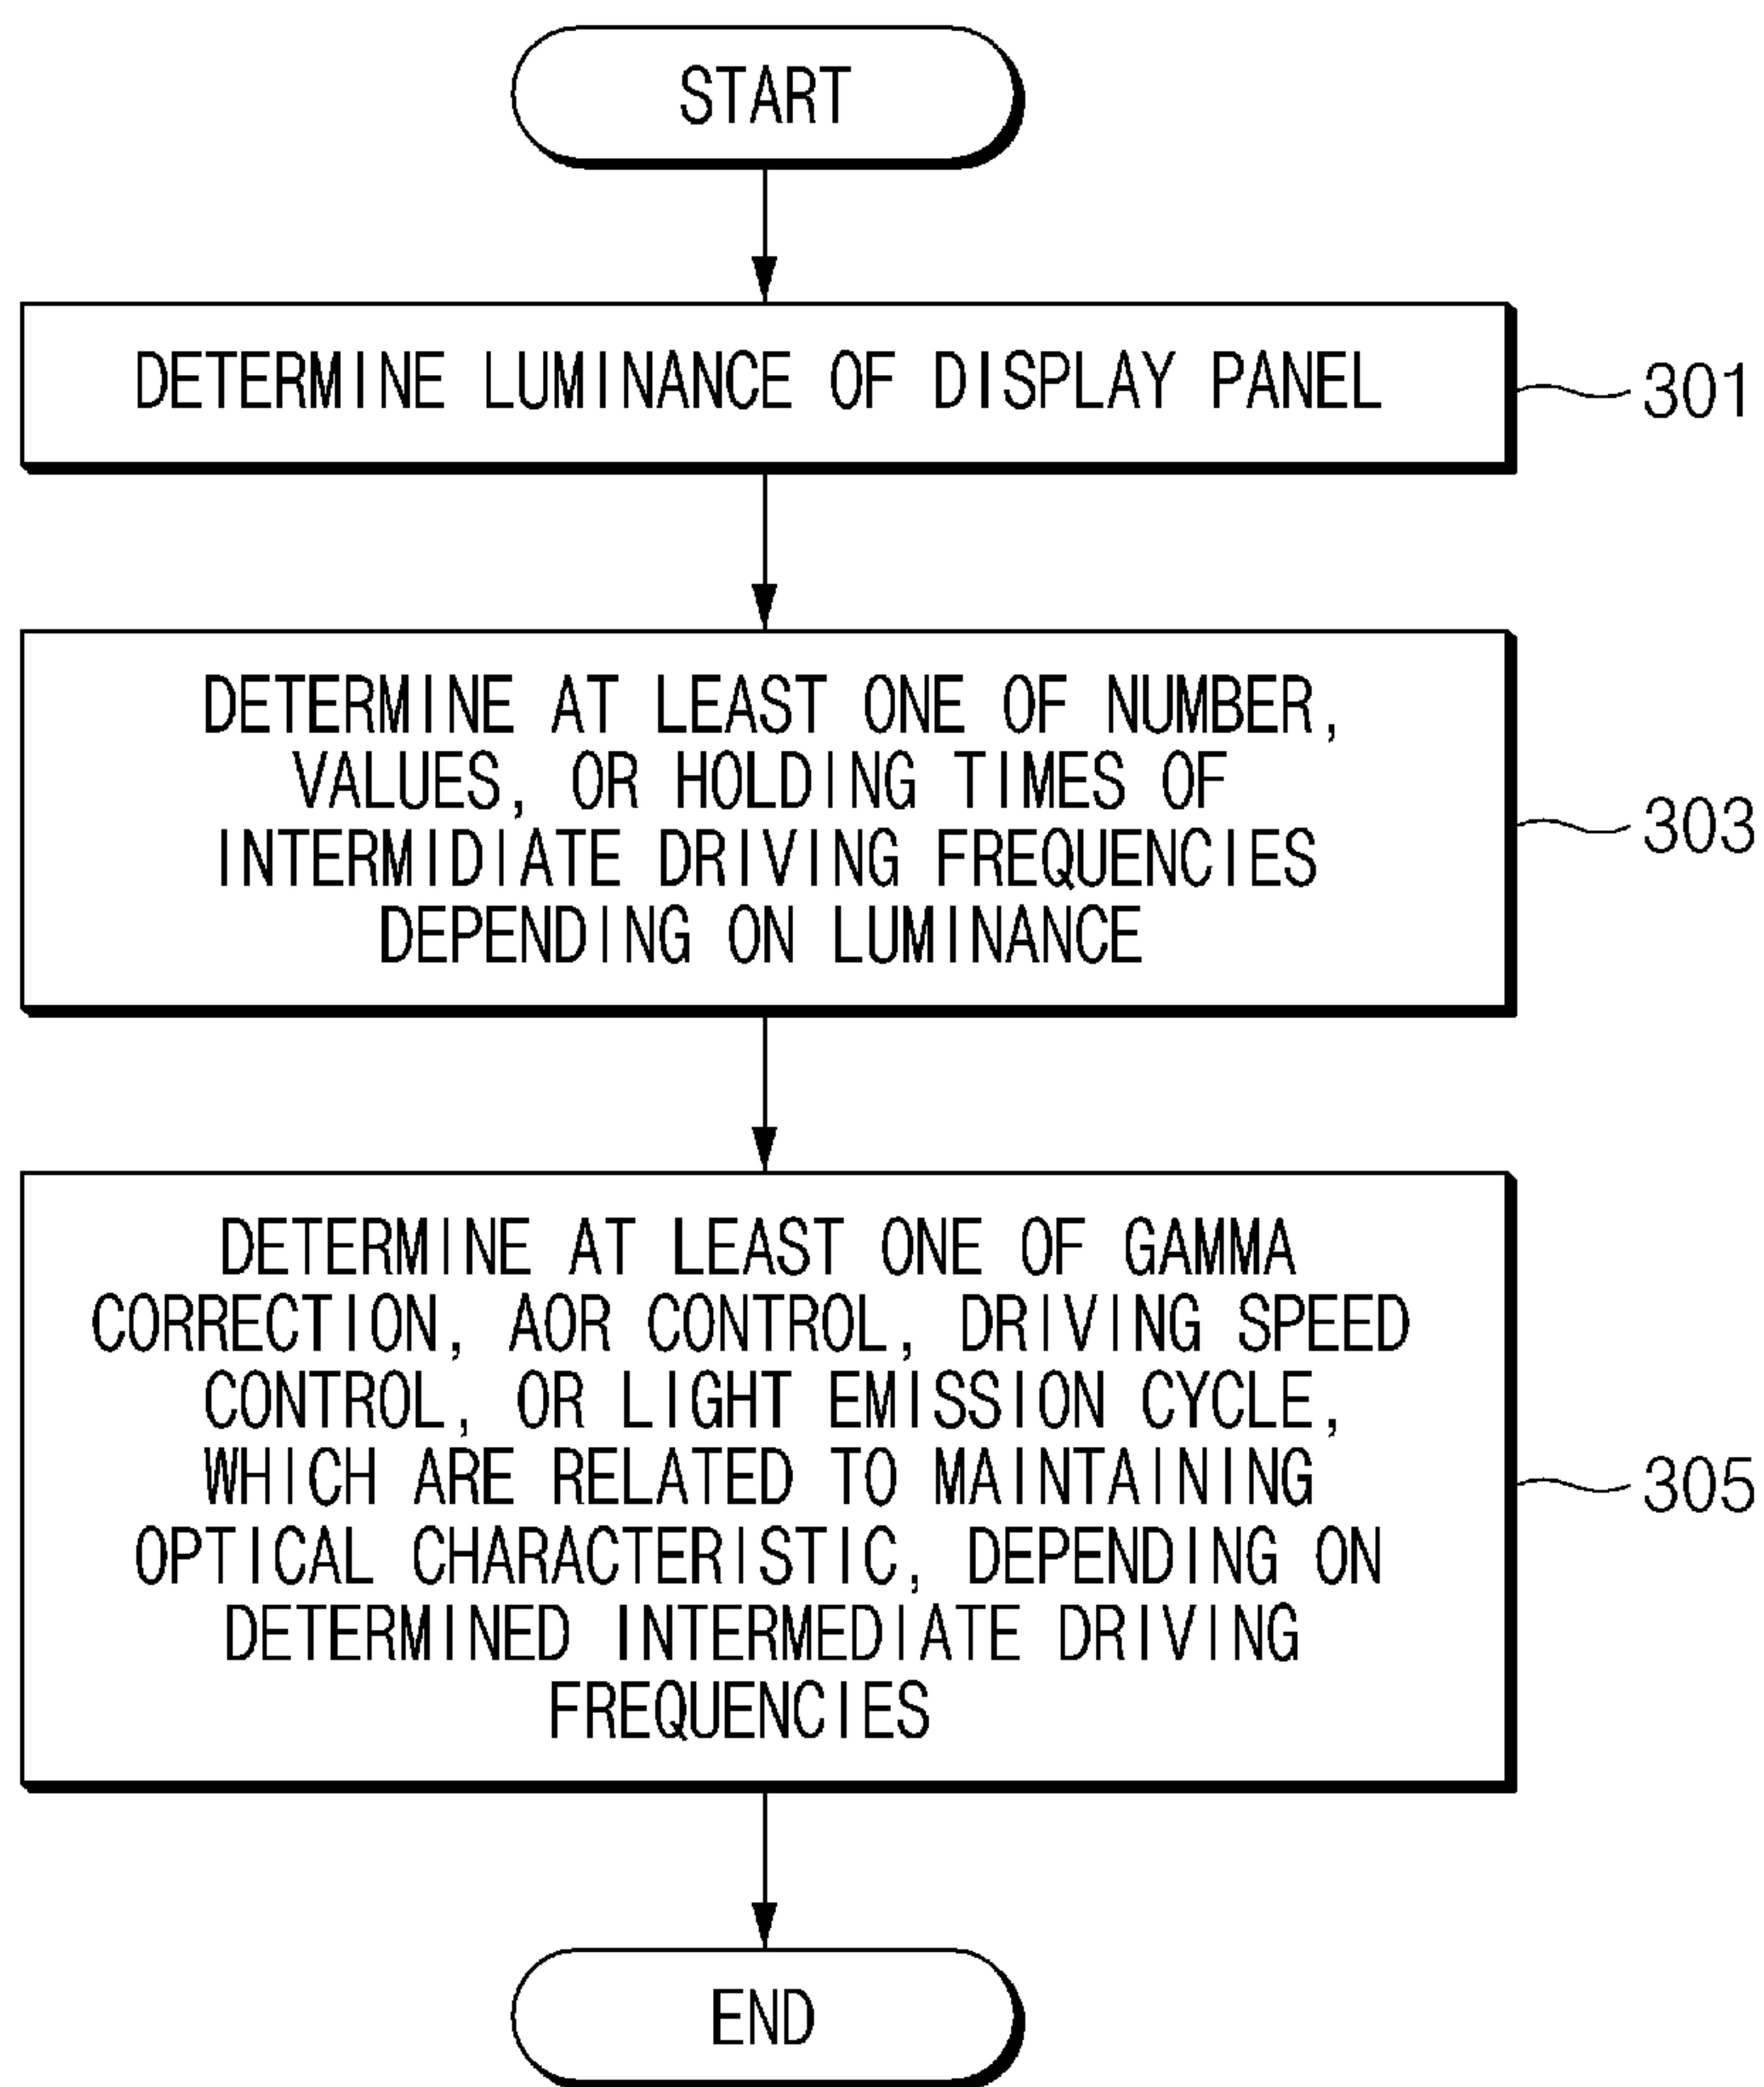 START
DETERMINE LUMINANCE OF DISPLAY PANEL
301
DETERMINE AT LEAST ONE OF NUMBER,
VALUES, OR HOLDING TIMES OF
INTERMIDIATE DRIVING FREQUENCIES
DEPENDING ON LUMINANCE
303
DETERMINE AT LEAST ONE OF GAMMA
CORRECTION, AOR CONTROL, DRIVING SPEED
CONTROL, OR LIGHT EMISSION CYCLE,
WHICH ARE RELATED TO MAINTAINING
OPTICAL CHARACTERISTIC, DEPENDING ON
DETERMINED INTERMEDIATE DRIVING
FREQUENCIES
305
END